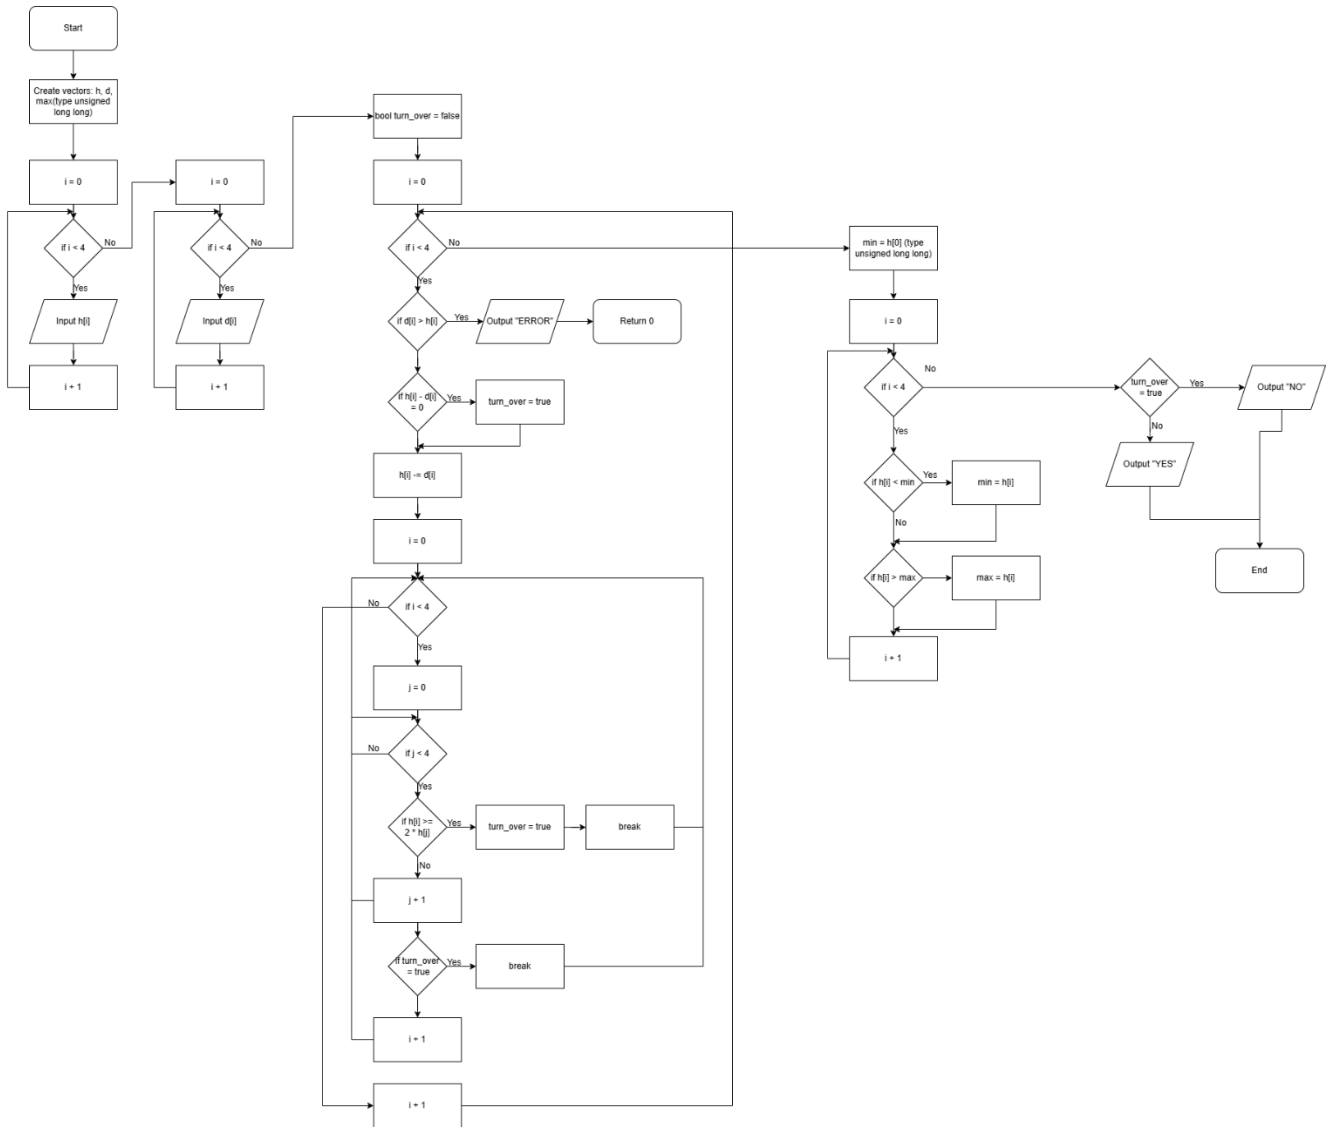 Start
Create vectors: h, d,
max(type unsigned
long long)
i = 0
if i < 4
No
Yes
Input h[i]
i + 1
i = 0
if i < 4
No
Yes
Input d[i]
i + 1
bool turn_over = false
i = 0
if i < 4
No
Yes
if d[i] > h[i]
Yes
Output "ERROR"
Return 0
if h[i] - d[i]
= 0
Yes
turn_over = true
h[i] -= d[i]
i = 0
if i < 4
No
Yes
j = 0
if j < 4
No
Yes
if h[i] >=
2 * h[j]
Yes
turn_over = true
break
No
j + 1
if turn_over
= true
Yes
break
i + 1
i + 1
min = h[0] (type
unsigned long long)
i = 0
if i < 4
No
Yes
if h[i] < min
Yes
min = h[i]
No
if h[i] > max
max = h[i]
i + 1
turn_over
= true
Yes
Output "NO"
No
Output "YES"
End